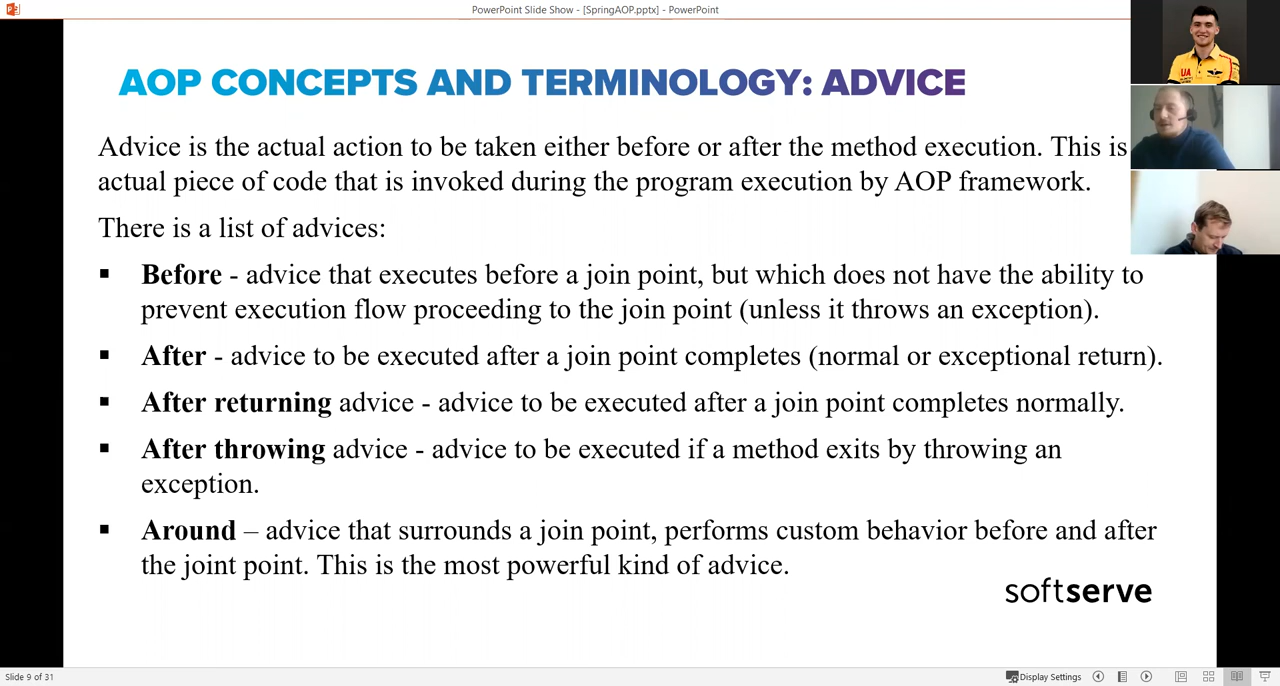 PowerPoint Slide Show - [SpringAOP.pptx] - PowerPoint
AOP CONCEPTS AND TERMINOLOGY: ADVICE
Advice is the actual action to be taken either before or after the method execution. This is
actual piece of code that is invoked during the program execution by AOP framework.
There is a list of advices:
▪ Before - advice that executes before a join point, but which does not have the ability to
prevent execution flow proceeding to the join point (unless it throws an exception).
▪ After - advice to be executed after a join point completes (normal or exceptional return).
▪ After returning advice - advice to be executed after a join point completes normally.
▪ After throwing advice - advice to be executed if a method exits by throwing an
exception.
▪ Around – advice that surrounds a join point, performs custom behavior before and after
the joint point. This is the most powerful kind of advice.
softserve
UA
Slide 9 of 31
Display Settings